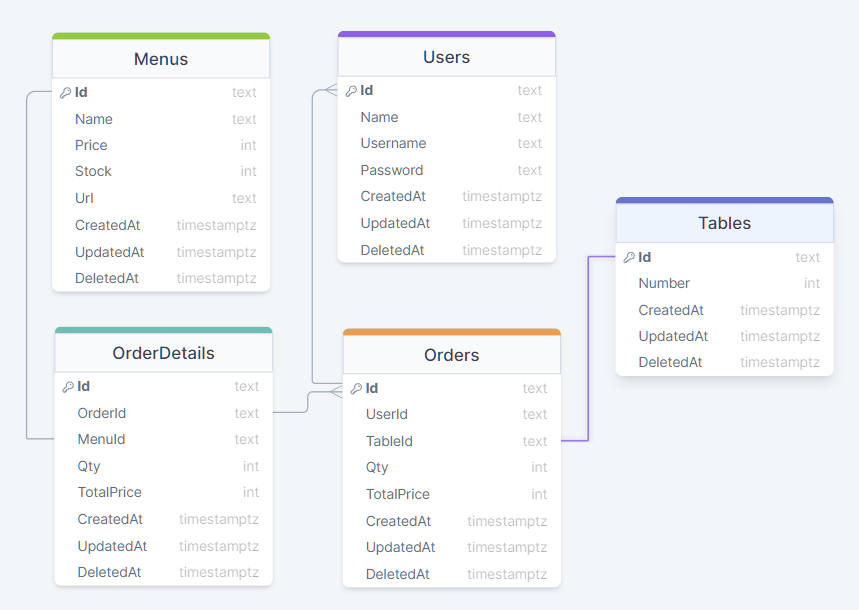 Menus
Id text
Name text
Price int
Stock int
Url text
CreatedAt timestamptz
UpdatedAt timestamptz
DeletedAt timestamptz
Users
Id text
Name text
Username text
Password text
CreatedAt timestamptz
UpdatedAt timestamptz
DeletedAt timestamptz
Tables
Id text
Number int
CreatedAt timestamptz
UpdatedAt timestamptz
DeletedAt timestamptz
OrderDetails
Id text
OrderId text
MenuId text
Qty int
TotalPrice int
CreatedAt timestamptz
UpdatedAt timestamptz
DeletedAt timestamptz
Orders
Id text
UserId text
TableId text
Qty int
TotalPrice int
CreatedAt timestamptz
UpdatedAt timestamptz
DeletedAt timestamptz